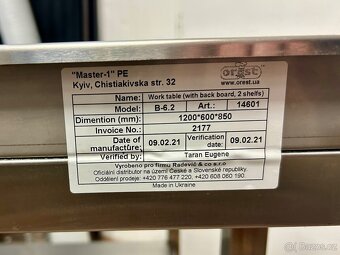 "Master-1" PE
Kyiv, Chistiakivska str. 32
orest
www.orest.ua
Name: Work table (with back board, 2 shelfs)
Model: B-6.2 Art.: 14601
Dimention (mm): 1200*600*850
Invoice No.: 2177
Date of manufacture: 09.02.21 Verification date: 09.02.21
Verified by: Taran Eugene
Vyrobeno pro firmu Radevič & co s.r.o
Oficiální distributor na území České a Slovenské republiky.
Phones: +420 776 477 220, +420 608 060 190
Made in Ukraine